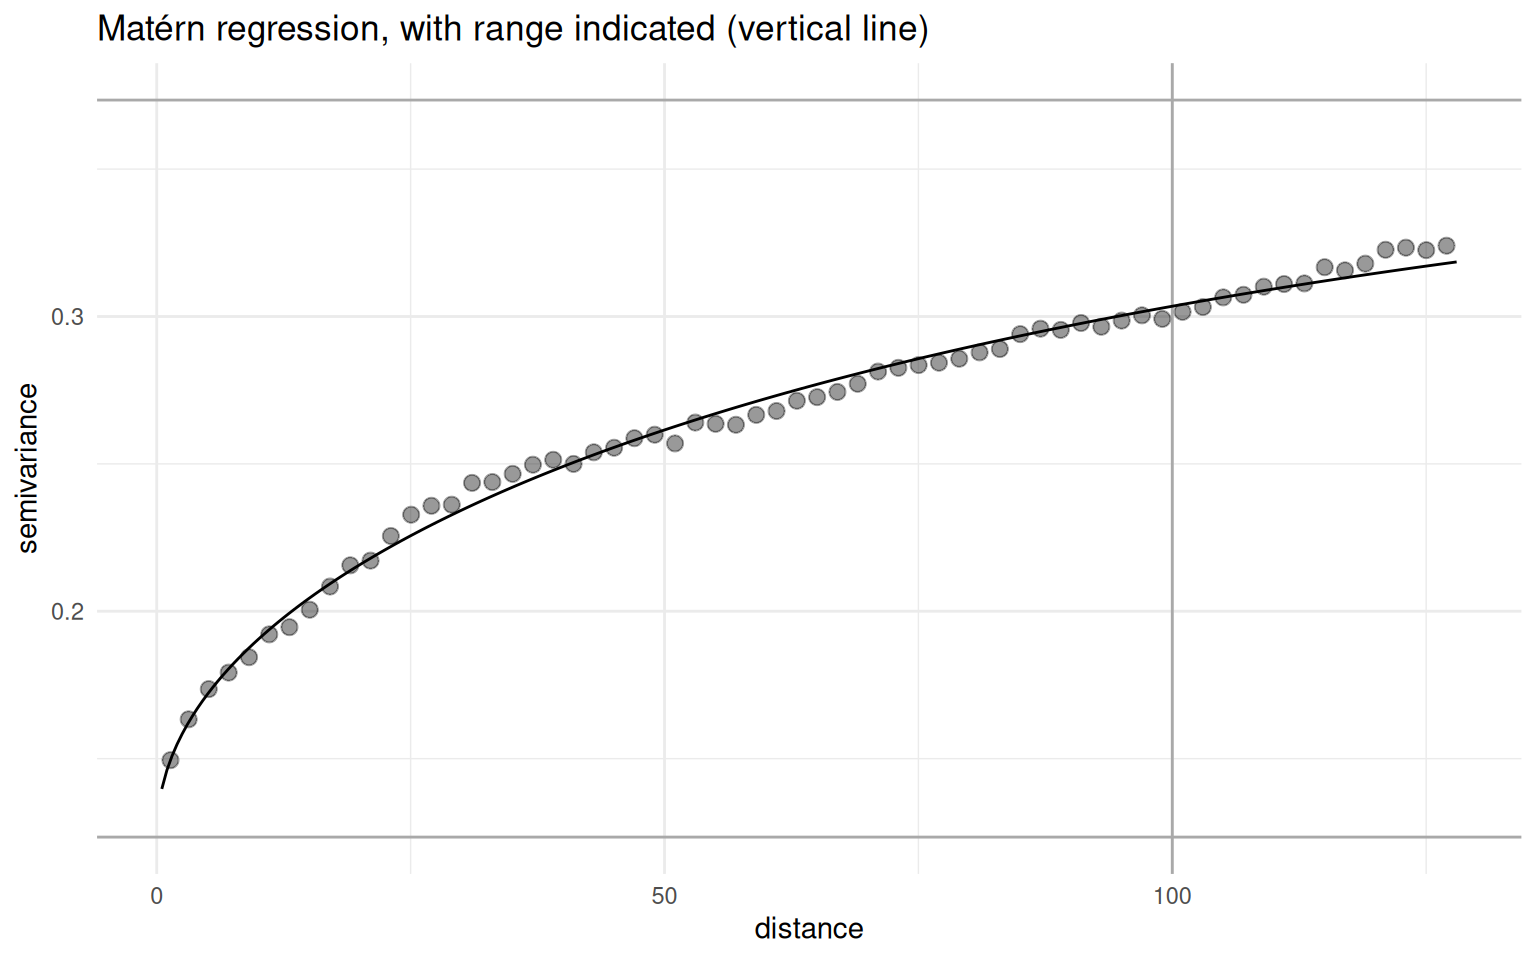 Matérn regression, with range indicated (vertical line)
0.3
0.2
semivariance
0
50
100
distance